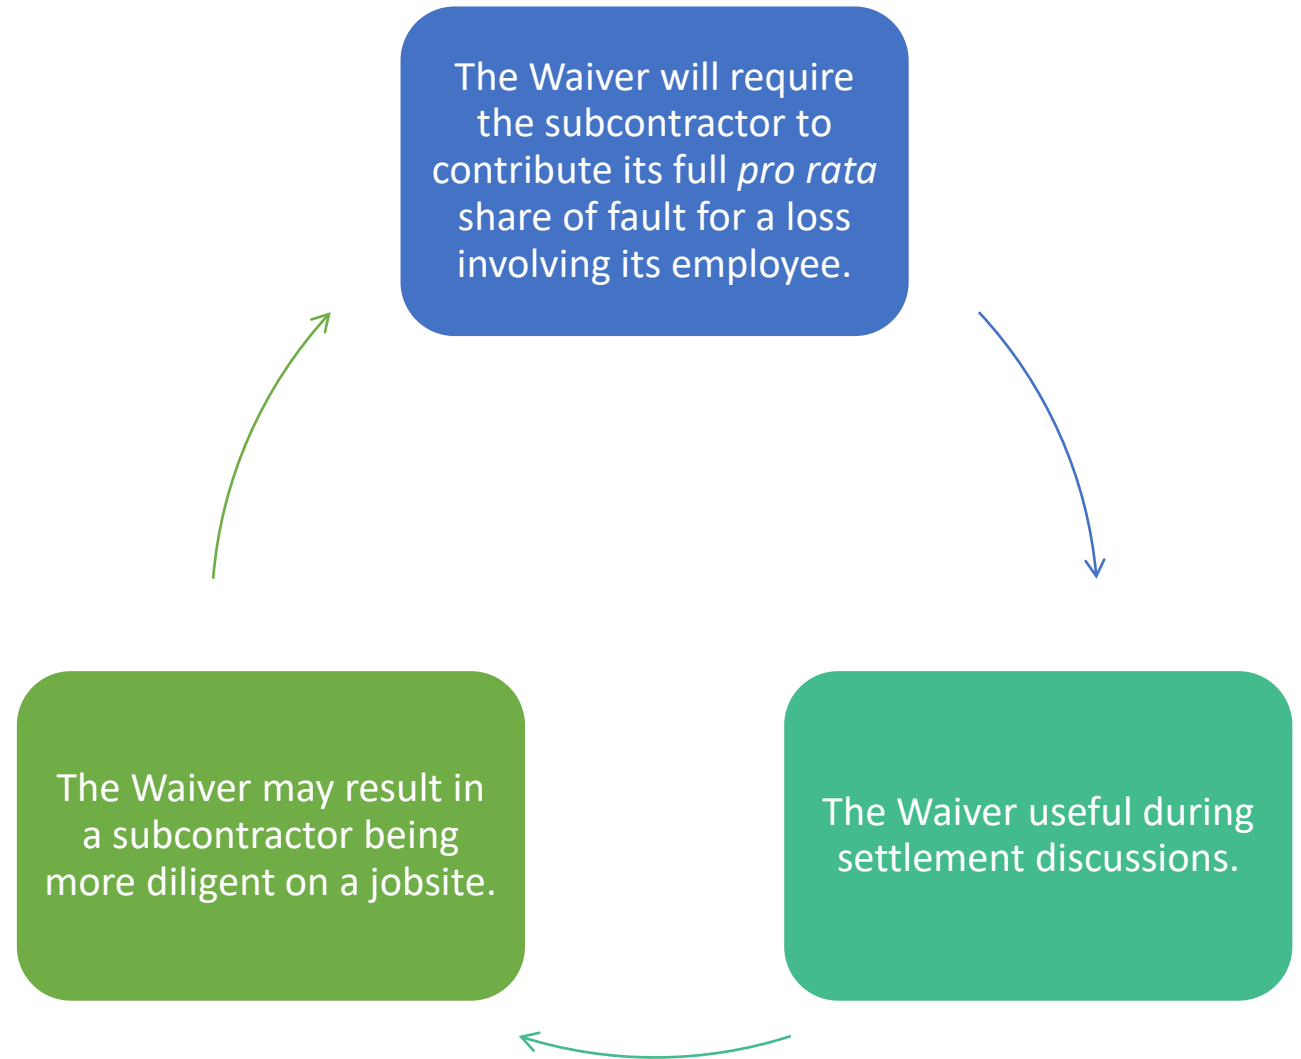 The Waiver will require
the subcontractor to
contribute its full pro rata
share of fault for a loss
involving its employee.
The Waiver useful during
settlement discussions.
The Waiver may result in
a subcontractor being
more diligent on a jobsite.